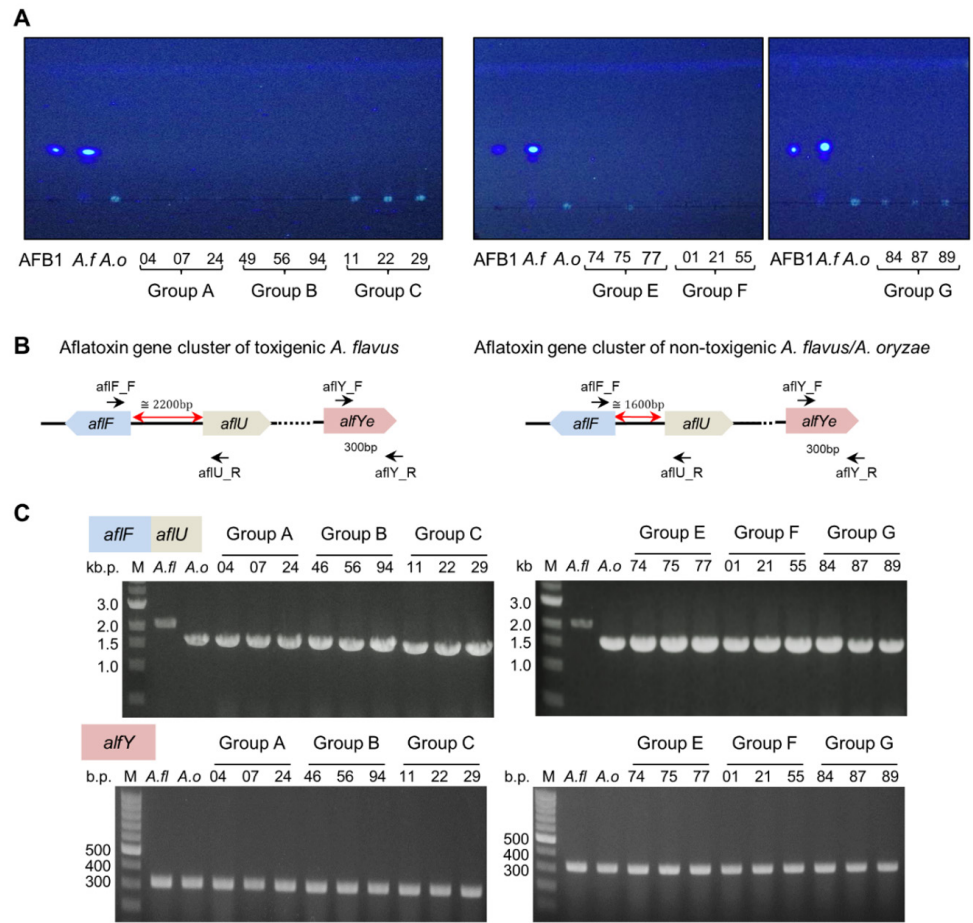 A
AFB1 A.f A.o 04 07 24 49 56 94 11 22 29
Group A Group B Group C
AFB1 A.f A.o 74 75 77 01 21 55
Group E Group F
AFB1 A.f A.o 84 87 89
Group G
B
Aflatoxin gene cluster of toxigenic A. flavus
aflF_F
≅ 2200bp
aflY_F
aflF aflU alfYe
300bp
aflU_R
aflY_R
Aflatoxin gene cluster of non-toxigenic A. flavus/A. oryzae
aflF_F
≅ 1600bp
aflY_F
aflF aflU alfYe
300bp
aflU_R
aflY_R
C
aflF aflU
Group A Group B Group C
kb.p. M A.fl A.o 04 07 24 46 56 94 11 22 29
3.0
2.0
1.5
1.0
Group E Group F Group G
kb M A.fl A.o 74 75 77 01 21 55 84 87 89
3.0
2.0
1.5
1.0
alfY
Group A Group B Group C
b.p. M A.fl A.o 04 07 24 46 56 94 11 22 29
500
400
300
Group E Group F Group G
b.p. M A.fl A.o 74 75 77 01 21 55 84 87 89
500
400
300